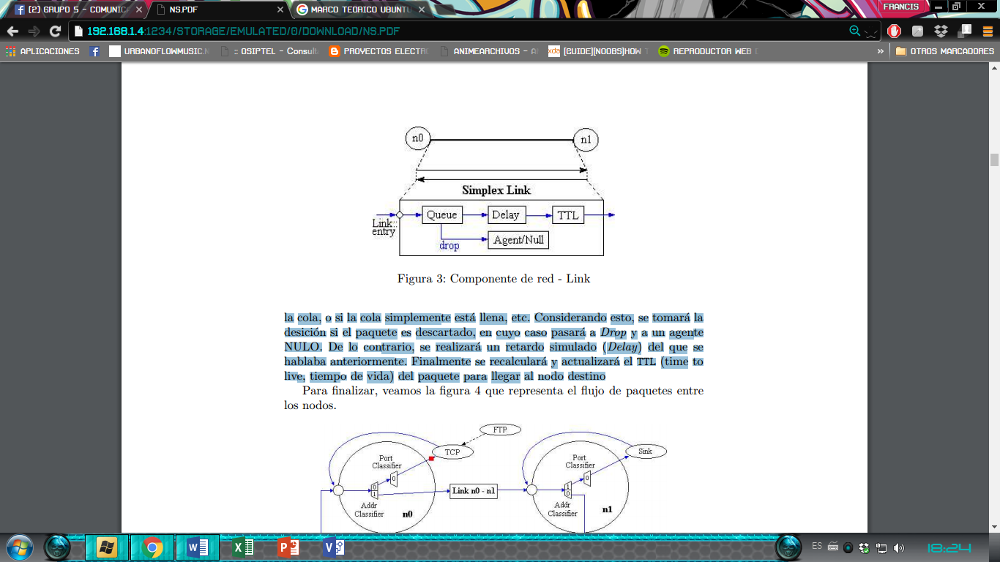 (2) GRUPO 5 - COMUNIC
NS.PDF
MARCO TEORICO UBUNTU
FRANCIS
192.168.1.4:1234/STORAGE/EMULATED/0/DOWNLOAD/NS.PDF
APLICACIONES
URBANOFLOWMUSIC.N
:: OSIPTEL - Consult
PROYECTOS ELECTR
ANIMEARCHIVOS - A
[GUIDE][NOOBS]HOW T
REPRODUCTOR WEB D
»
OTROS MARCADORES
n0
n1
Simplex Link
Link::
entry
Queue
Delay
TTL
drop
Agent/Null
Figura 3: Componente de red - Link
la cola, o si la cola simplemente está llena, etc. Considerando esto, se tomará la
desición si el paquete es descartado, en cuyo caso pasará a Drop y a un agente
NULO. De lo contrario, se realizará un retardo simulado (Delay) del que se
hablaba anteriormente. Finalmente se recalculará y actualizará el TTL (time to
live, tiempo de vida) del paquete para llegar al nodo destino
Para finalizar, veamos la figura 4 que representa el flujo de paquetes entre
los nodos.
FTP
TCP
Port
Classifier
0
0
1
Addr
Classifier
n0
Link n0 - n1
Sink
Port
Classifier
0
1
0
Addr
Classifier
n1
ES
18:24